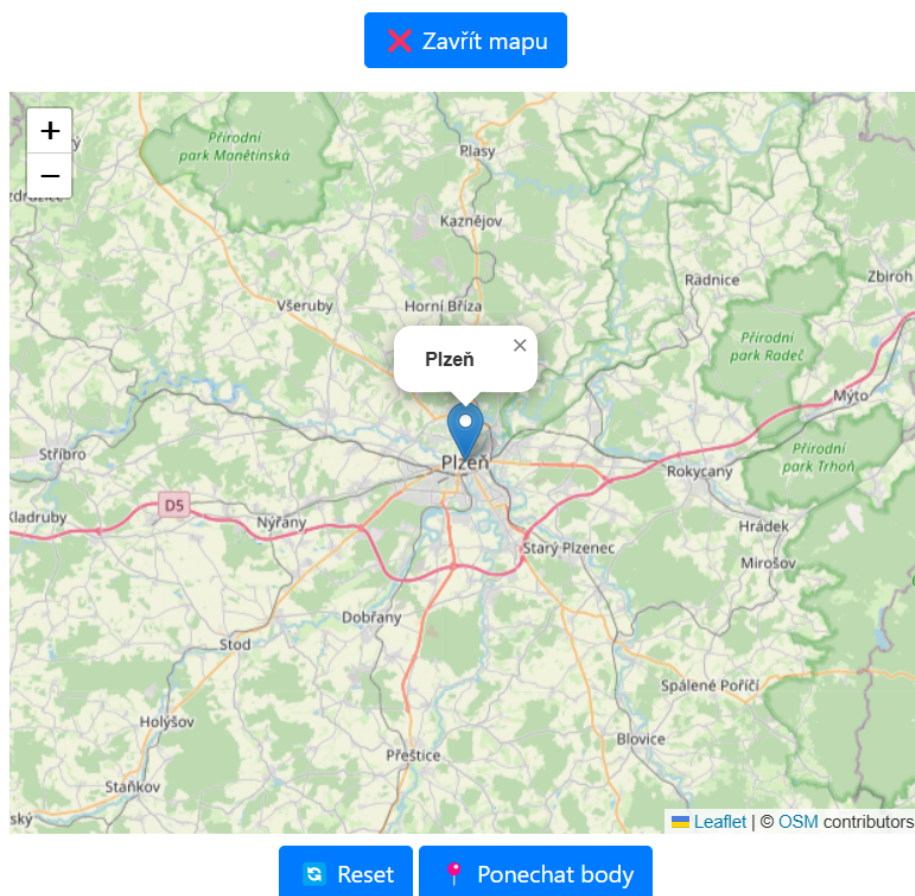 Zavřít mapu
+
−
Přírodní
park Manětínská
Plasy
Kaznějov
Radnice
Zbiroh
Všeruby
Horní Bříza
Přírodní
park Radeč
Plzeň
×
Mýto
Stříbro
Plzeň
Rokycany
Přírodní
park Trhoň
D5
Kladruby
Nýřany
Hrádek
Starý Plzenec
Mirošov
Dobřany
Stod
Spálené Poříčí
Holýšov
Blovice
Přeštice
Staňkov
ský
Leaflet | © OSM contributors
Reset
Ponechat body